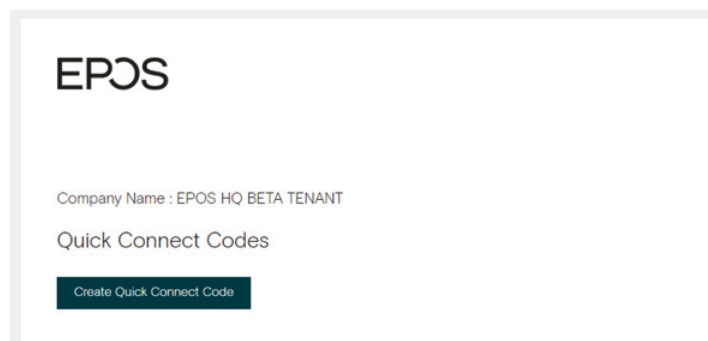 EPOS
Company Name : EPOS HQ BETA TENANT
Quick Connect Codes
Create Quick Connect Code